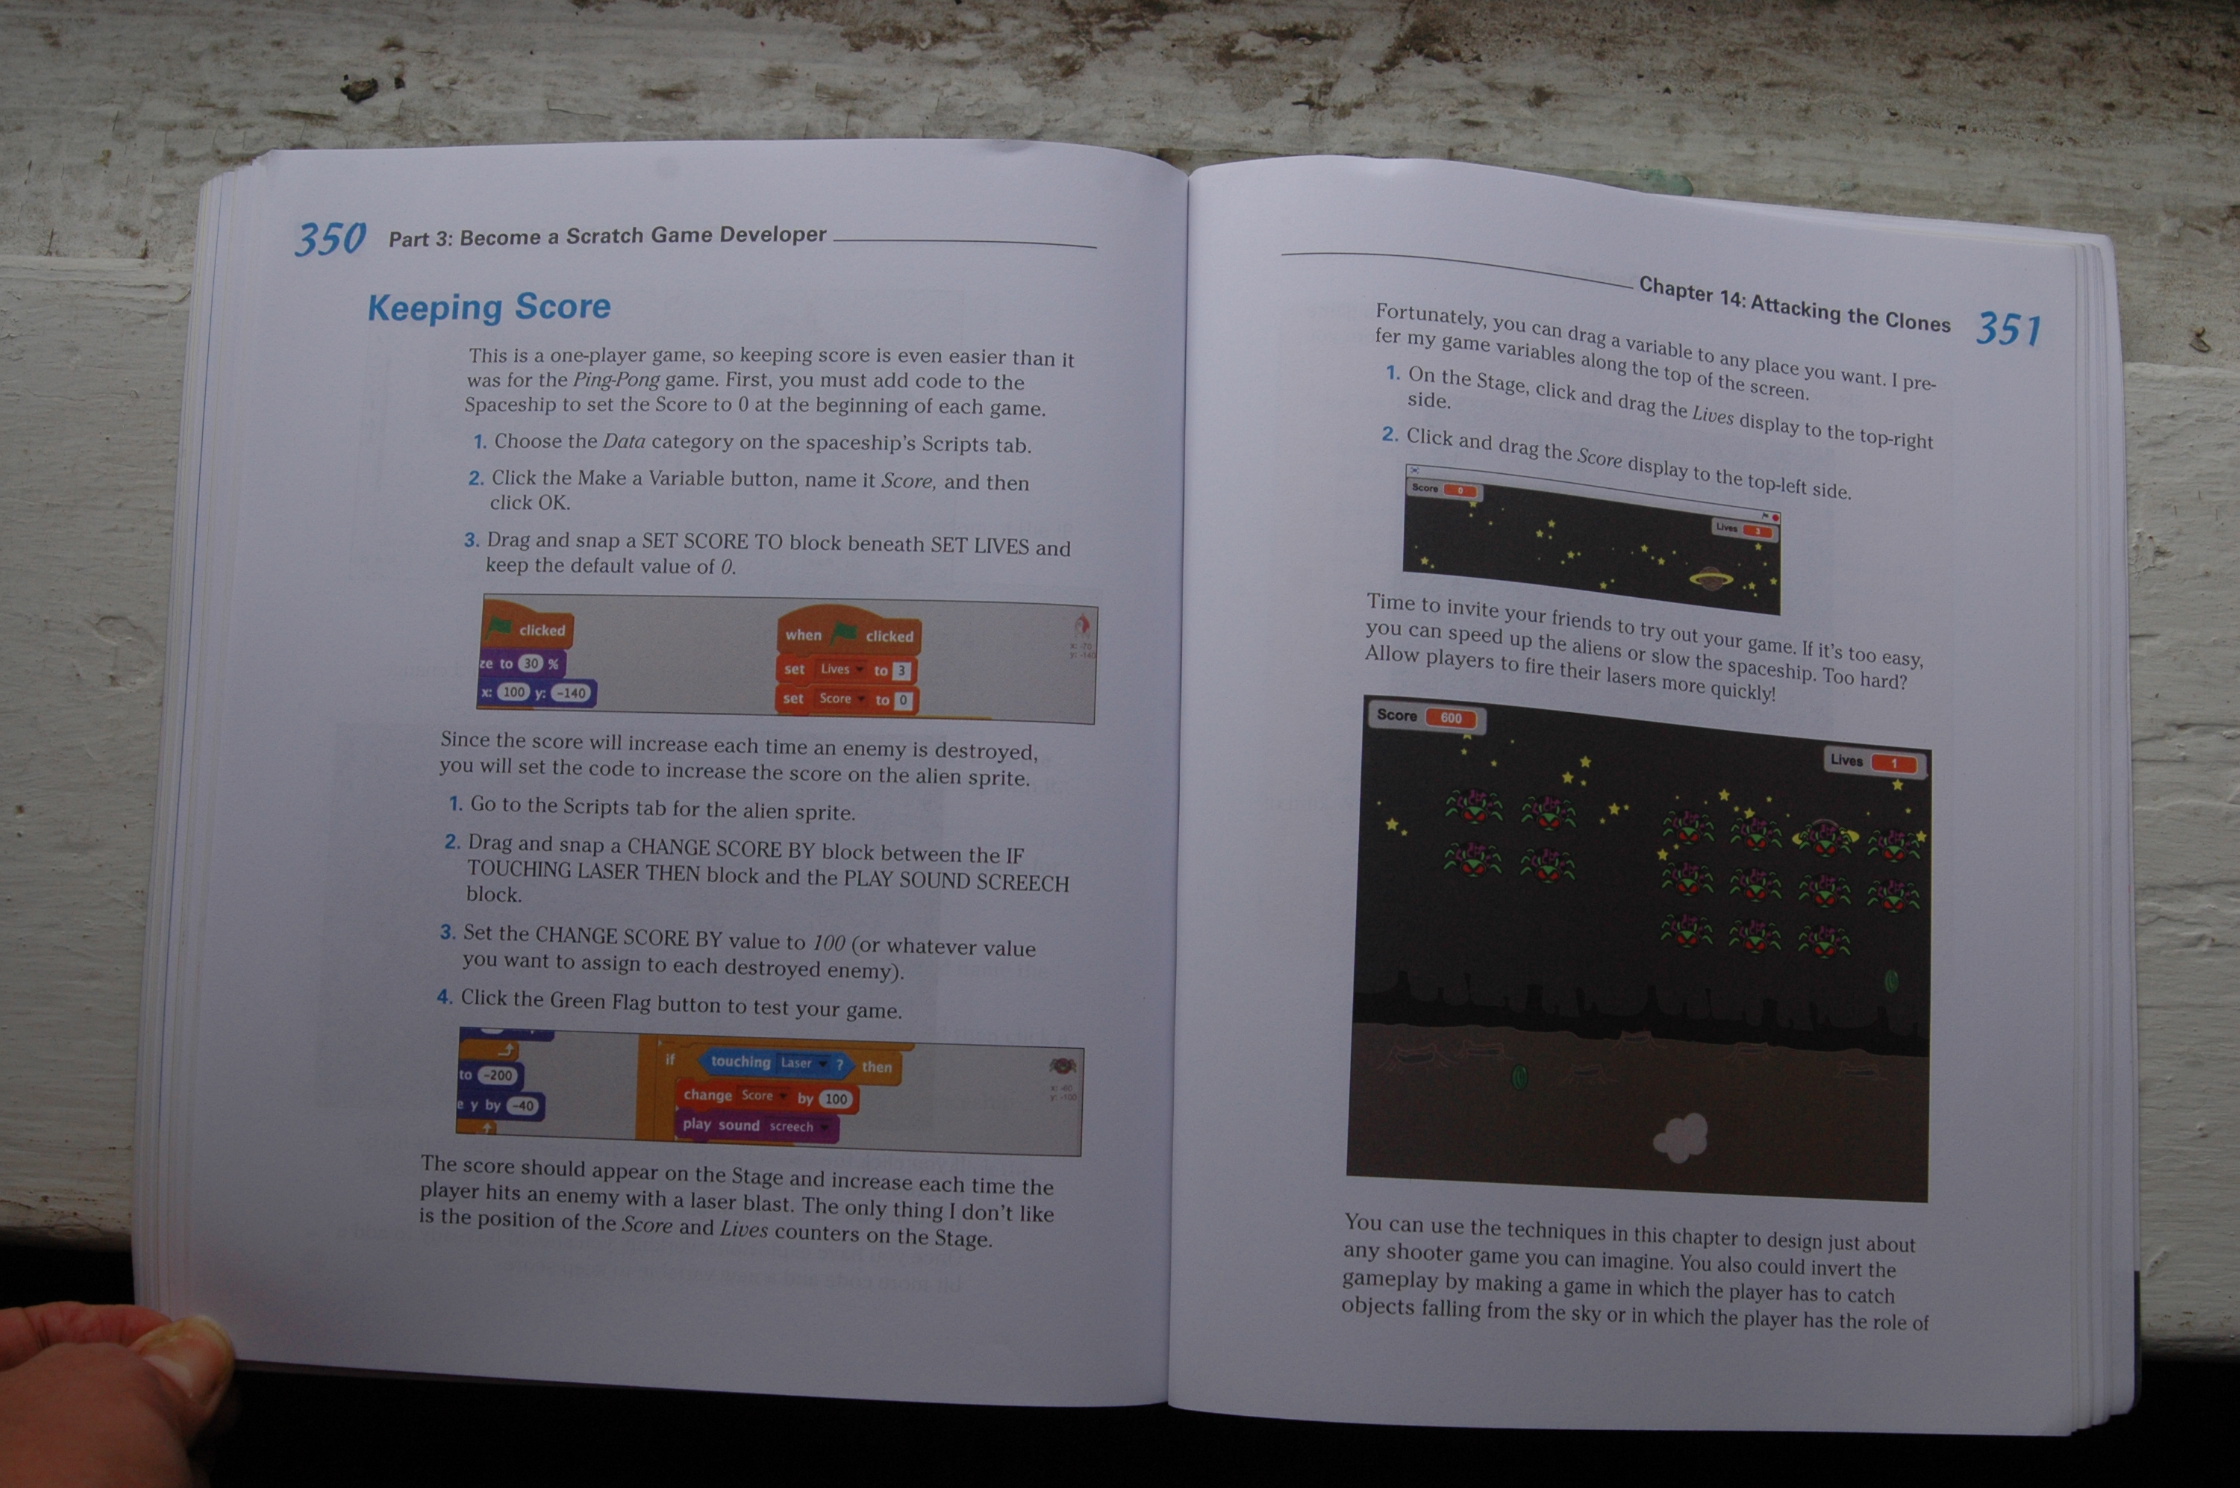 350 Part 3: Become a Scratch Game Developer
Keeping Score
This is a one-player game, so keeping score is even easier than it
was for the Ping-Pong game. First, you must add code to the
Spaceship to set the Score to 0 at the beginning of each game.
1. Choose the Data category on the spaceship's Scripts tab.
2. Click the Make a Variable button, name it Score, and then
click OK.
3. Drag and snap a SET SCORE TO block beneath SET LIVES and
keep the default value of 0.
clicked
ze to 30 %
x: 100 y: -140
when clicked
set Lives to 3
set Score to 0
Since the score will increase each time an enemy is destroyed,
you will set the code to increase the score on the alien sprite.
1. Go to the Scripts tab for the alien sprite.
2. Drag and snap a CHANGE SCORE BY block between the IF
TOUCHING LASER THEN block and the PLAY SOUND SCREECH
block.
3. Set the CHANGE SCORE BY value to 100 (or whatever value
you want to assign to each destroyed enemy).
4. Click the Green Flag button to test your game.
to -200
e y by -40
if touching Laser ? then
change Score by 100
play sound screech
The score should appear on the Stage and increase each time the
player hits an enemy with a laser blast. The only thing I don't like
is the position of the Score and Lives counters on the Stage.
Chapter 14: Attacking the Clones 351
Fortunately, you can drag a variable to any place you want. I pre-
fer my game variables along the top of the screen.
1. On the Stage, click and drag the Lives display to the top-right
side.
2. Click and drag the Score display to the top-left side.
Score 0
Lives 3
Time to invite your friends to try out your game. If it's too easy,
you can speed up the aliens or slow the spaceship. Too hard?
Allow players to fire their lasers more quickly!
Score 600
Lives 1
You can use the techniques in this chapter to design just about
any shooter game you can imagine. You also could invert the
gameplay by making a game in which the player has to catch
objects falling from the sky or in which the player has the role of